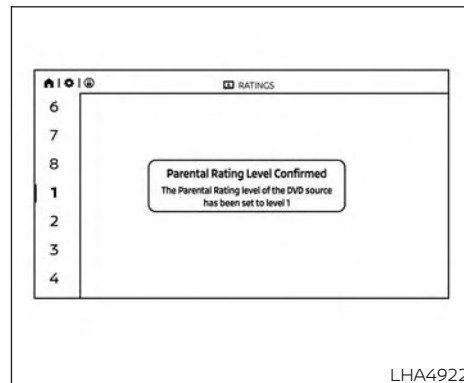 RATINGS
6
7
8
1
2
3
4
Parental Rating Level Confirmed
The Parental Rating level of the DVD source
has been set to level 1
LHA4922